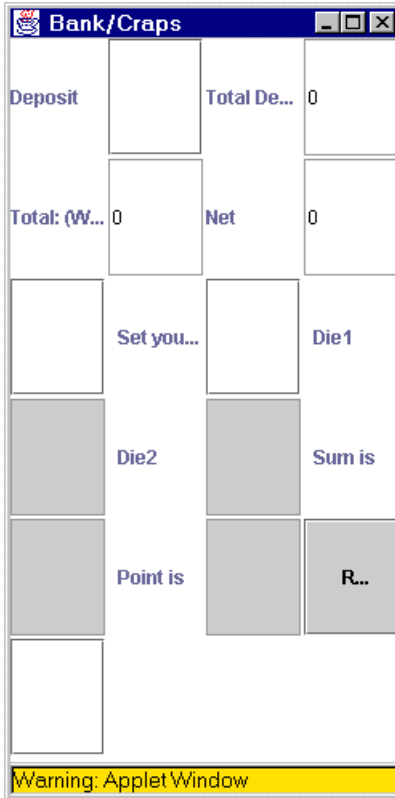 Bank/Craps
Deposit Total De... 0
Total: (W... 0 Net 0
Set you... Die1
Die2 Sum is
Point is R...
Warning: Applet Window